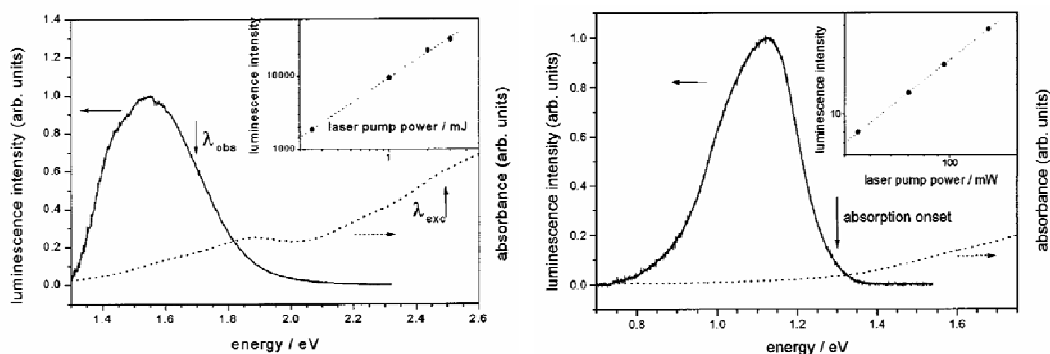 luminescence intensity (arb. units)
1.4
1.2
1.0
0.8
0.6
0.4
0.2
0.0
1.4 1.6 1.8 2.0 2.2 2.4 2.6
energy / eV
absorbance (arb. units)
λobs
λexc
luminescence intensity
10000
1000
1
laser pump power / mJ
luminescence intensity (arb. units)
1.0
0.8
0.6
0.4
0.2
0.0
0.8 1.0 1.2 1.4 1.6
energy / eV
absorbance (arb. units)
absorption onset
luminescence intensity
10
100
laser pump power / mW